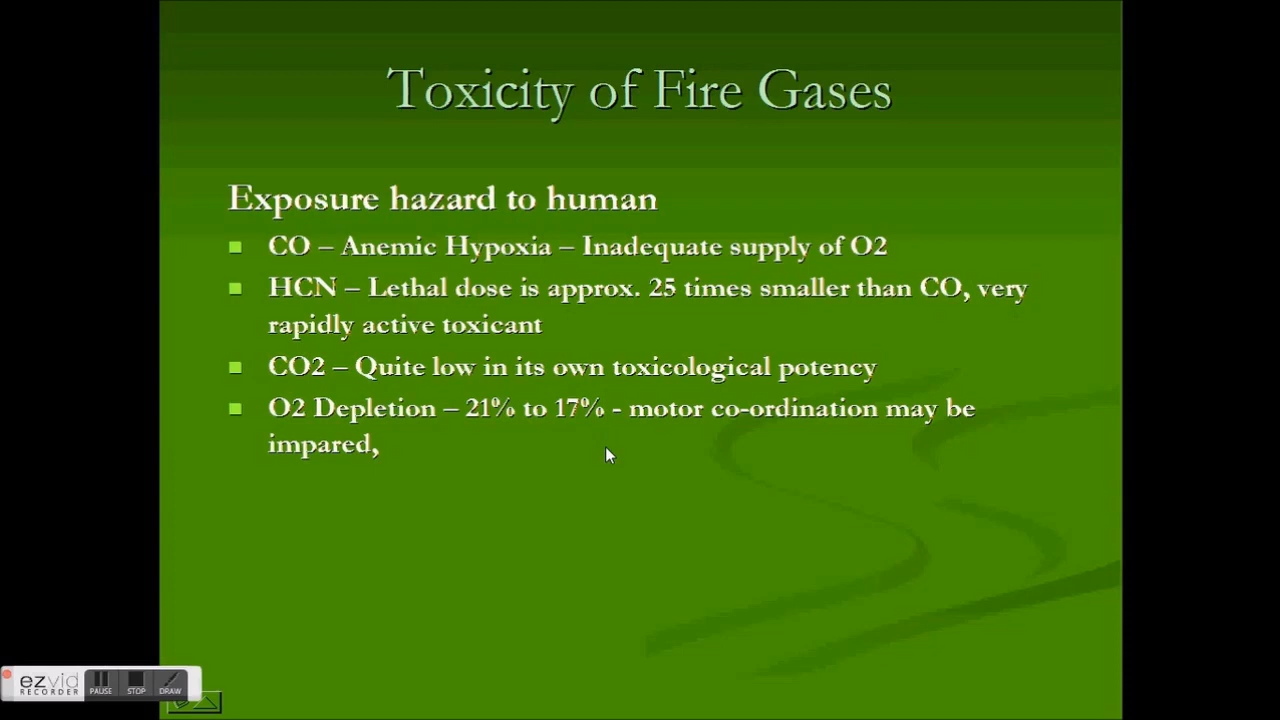 Toxicity of Fire Gases
Exposure hazard to human
CO – Anemic Hypoxia – Inadequate supply of O2
HCN – Lethal dose is approx. 25 times smaller than CO, very
rapidly active toxicant
CO2 – Quite low in its own toxicological potency
O2 Depletion – 21% to 17% - motor co-ordination may be
impared,
ezvid
RECORDER
PAUSE STOP DRAW